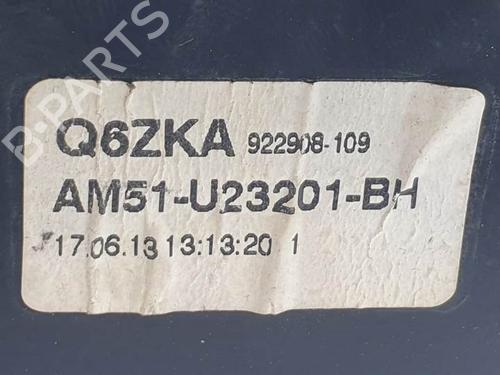 B-PARTS
Q6ZKA 922908-109
AM51-U23201-BH
17.06.13 13:13:20 1